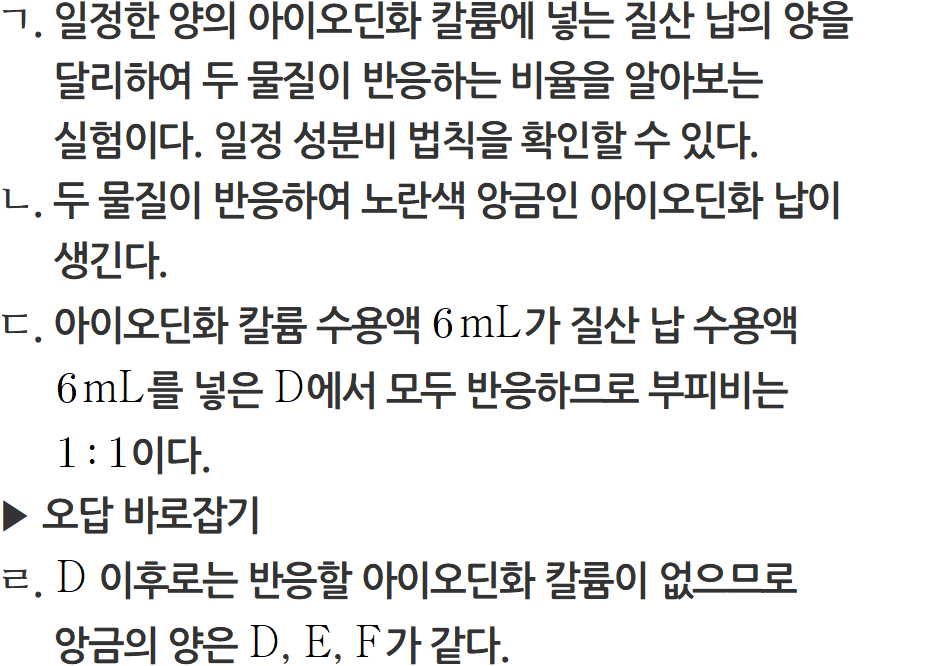 ㄱ. 일정한 양의 아이오딘화 칼륨에 넣는 질산 납의 양을
달리하여 두 물질이 반응하는 비율을 알아보는
실험이다. 일정 성분비 법칙을 확인할 수 있다.
ㄴ. 두 물질이 반응하여 노란색 앙금인 아이오딘화 납이
생긴다.
ㄷ. 아이오딘화 칼륨 수용액 6mL가 질산 납 수용액
6mL를 넣은 D에서 모두 반응하므로 부피비는
1 : 1이다.
▶ 오답 바로잡기
ㄹ. D 이후로는 반응할 아이오딘화 칼륨이 없으므로
앙금의 양은 D, E, F가 같다.